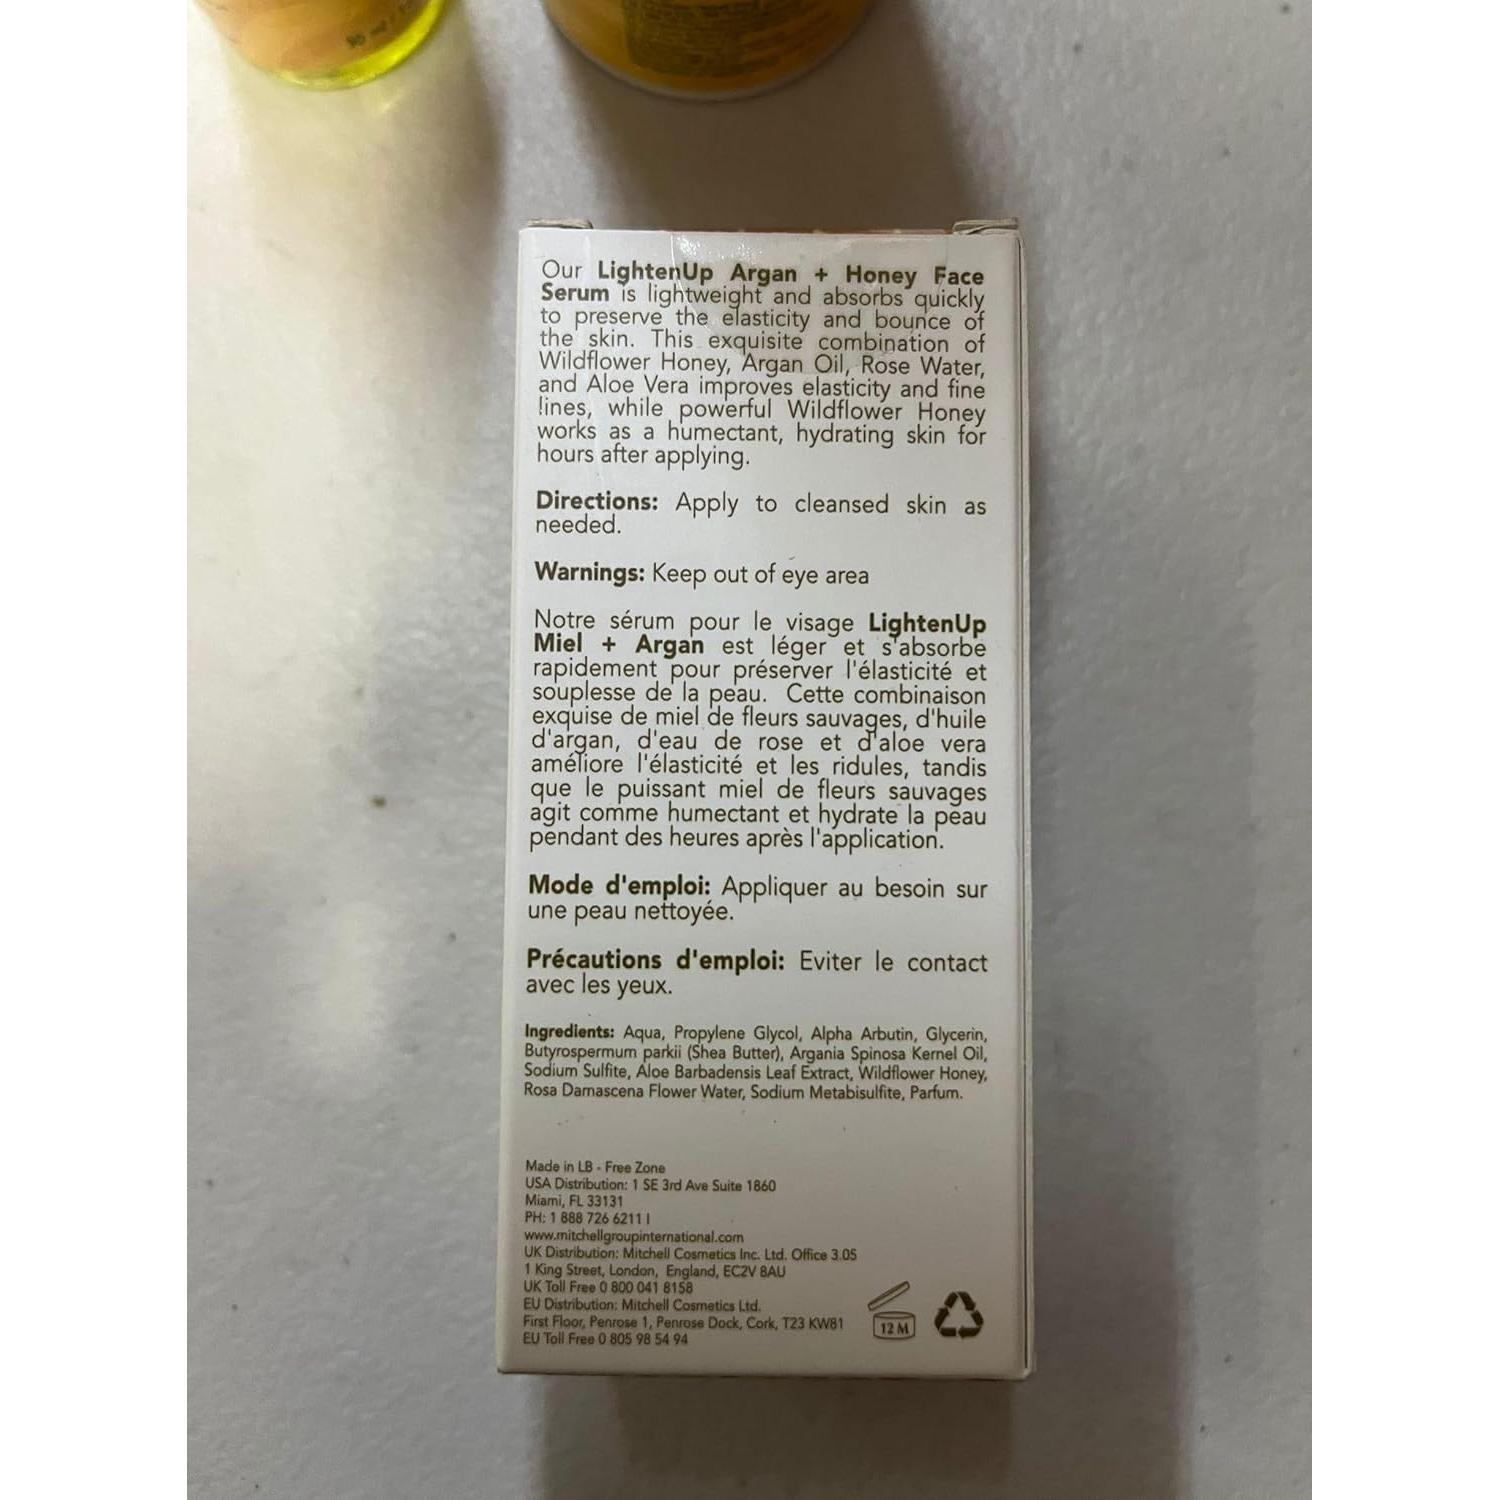 Our LightenUp Argan + Honey Face
Serum is lightweight and absorbs quickly
to preserve the elasticity and bounce of
the skin. This exquisite combination of
Wildflower Honey, Argan Oil, Rose Water,
and Aloe Vera improves elasticity and fine
lines, while powerful Wildflower Honey
works as a humectant, hydrating skin for
hours after applying.
Directions: Apply to cleansed skin as
needed.
Warnings: Keep out of eye area
Notre sérum pour le visage LightenUp
Miel + Argan est léger et s'absorbe
rapidement pour préserver l'élasticité et
souplesse de la peau. Cette combinaison
exquise de miel de fleurs sauvages, d'huile
d'argan, d'eau de rose et d'aloe vera
améliore l'élasticité et les ridules, tandis
que le puissant miel de fleurs sauvages
agit comme humectant et hydrate la peau
pendant des heures après l'application.
Mode d'emploi: Appliquer au besoin sur
une peau nettoyée.
Précautions d'emploi: Eviter le contact
avec les yeux.
Ingredients: Aqua, Propylene Glycol, Alpha Arbutin, Glycerin,
Butyrospermum parkii (Shea Butter), Argania Spinosa Kernel Oil,
Sodium Sulfite, Aloe Barbadensis Leaf Extract, Wildflower Honey,
Rosa Damascena Flower Water, Sodium Metabisulfite, Parfum.
Made in LB - Free Zone
USA Distribution: 1 SE 3rd Ave Suite 1860
Miami, FL 33131
PH: 1 888 726 6211 I
www.mitchellgroupinternational.com
UK Distribution: Mitchell Cosmetics Inc. Ltd. Office 3.05
1 King Street, London, England, EC2V 8AU
UK Toll Free 0 800 041 8158
EU Distribution: Mitchell Cosmetics Ltd.
First Floor, Penrose 1, Penrose Dock, Cork, T23 KW81
EU Toll Free 0 805 98 54 94
12 M